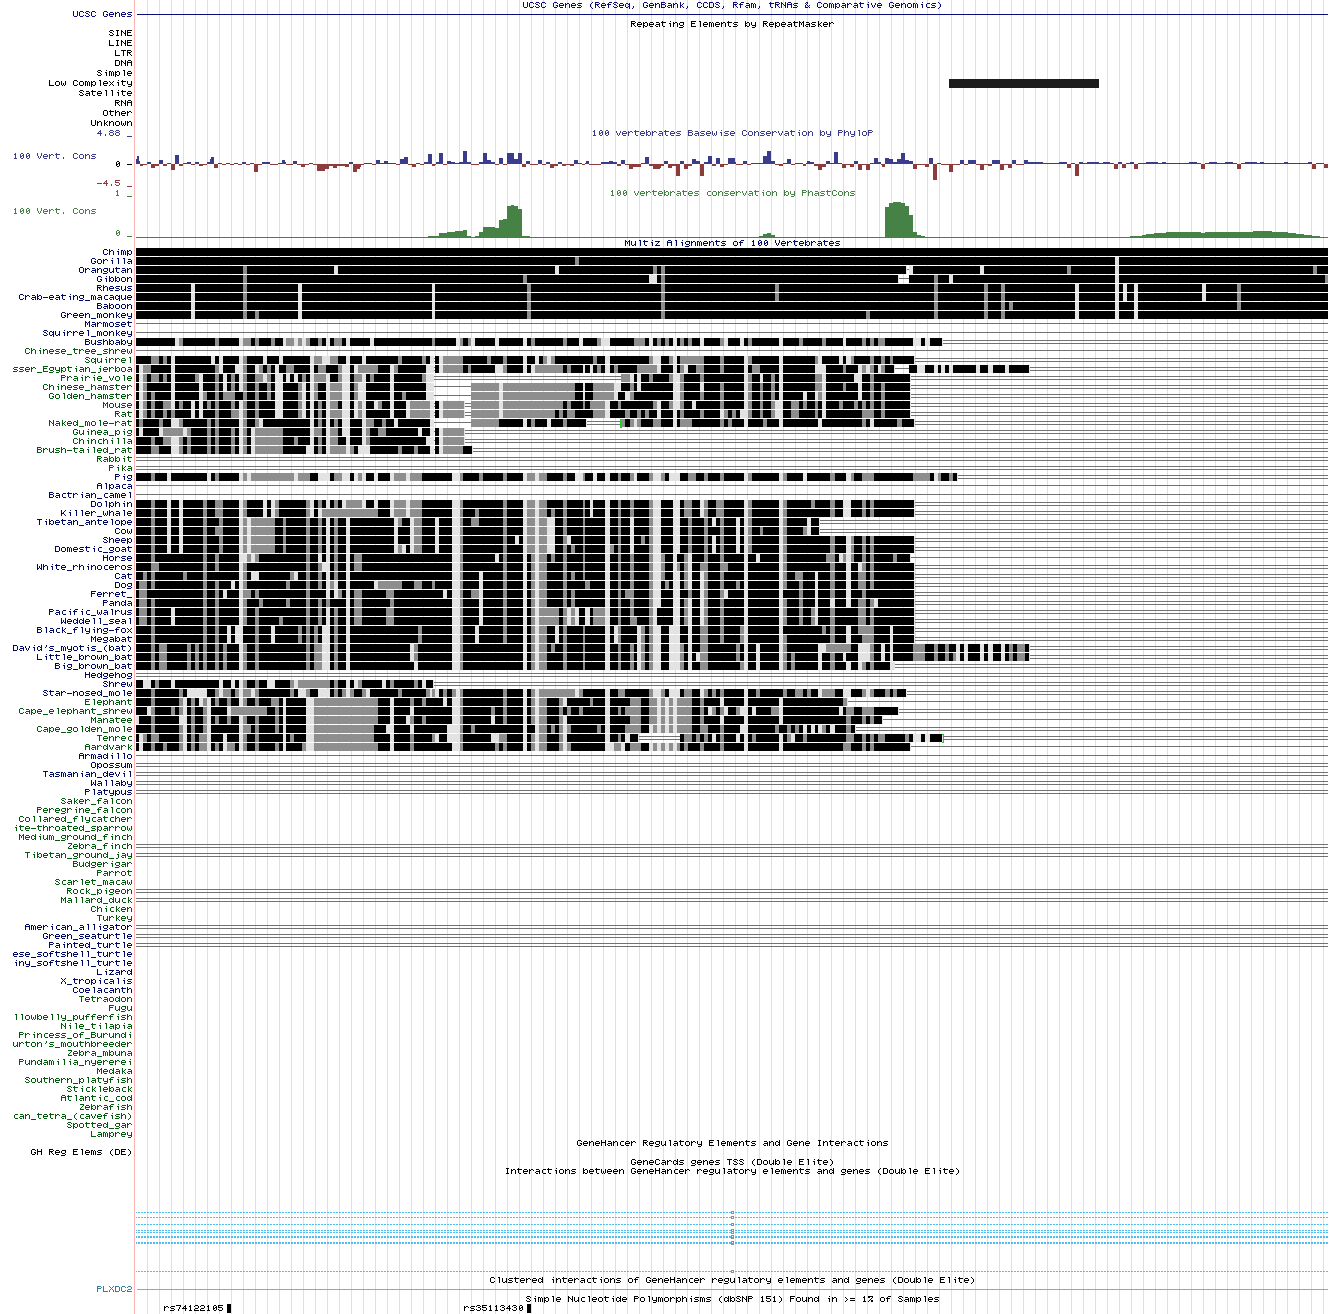 UCSC Genes (RefSeq, GenBank, CCDS, Rfam, tRNAs & Comparative Genomics)
UCSC Genes
Repeating Elements by RepeatMasker
SINE
LINE
LTR
DNA
Simple
Low Complexity
Satellite
RNA
Other
Unknown
4.88 _
100 vertebrates Basewise Conservation by PhyloP
100 Vert. Cons
0 _
-4.5 _
1 _
100 vertebrates conservation by PhastCons
100 Vert. Cons
0 _
Multiz Alignments of 100 Vertebrates
Chimp
Gorilla
Orangutan
Gibbon
Rhesus
Crab-eating_macaque
Baboon
Green_monkey
Marmoset
Squirrel_monkey
Bushbaby
Chinese_tree_shrew
Squirrel
sser_Egyptian_jerboa
Prairie_vole
Chinese_hamster
Golden_hamster
Mouse
Rat
Naked_mole-rat
Guinea_pig
Chinchilla
Brush-tailed_rat
Rabbit
Pika
Pig
Alpaca
Bactrian_camel
Dolphin
Killer_whale
Tibetan_antelope
Cow
Sheep
Domestic_goat
Horse
White_rhinoceros
Cat
Dog
Ferret_
Panda
Pacific_walrus
Weddell_seal
Black_flying-fox
Megabat
David's_myotis_(bat)
Little_brown_bat
Big_brown_bat
Hedgehog
Shrew
Star-nosed_mole
Elephant
Cape_elephant_shrew
Manatee
Cape_golden_mole
Tenrec
Aardvark
Armadillo
Opossum
Tasmanian_devil
Wallaby
Platypus
Saker_falcon
Peregrine_falcon
Collared_flycatcher
ite-throated_sparrow
Medium_ground_finch
Zebra_finch
Tibetan_ground_jay
Budgerigar
Parrot
Scarlet_macaw
Rock_pigeon
Mallard_duck
Chicken
Turkey
American_alligator
Green_seaturtle
Painted_turtle
ese_softshell_turtle
iny_softshell_turtle
Lizard
X_tropicalis
Coelacanth
Tetraodon
Fugu
llowbelly_pufferfish
Nile_tilapia
Princess_of_Burundi
urton's_mouthbreeder
Zebra_mbuna
Pundamilia_nyererei
Medaka
Southern_platyfish
Stickleback
Atlantic_cod
Zebrafish
can_tetra_(cavefish)
Spotted_gar
Lamprey
GeneHancer Regulatory Elements and Gene Interactions
GH Reg Elems (DE)
GeneCards genes TSS (Double Elite)
Interactions between GeneHancer regulatory elements and genes (Double Elite)
Clustered interactions of GeneHancer regulatory elements and genes (Double Elite)
PLXDC2
Simple Nucleotide Polymorphisms (dbSNP 151) Found in >= 1% of Samples
rs74122105 rs35113430